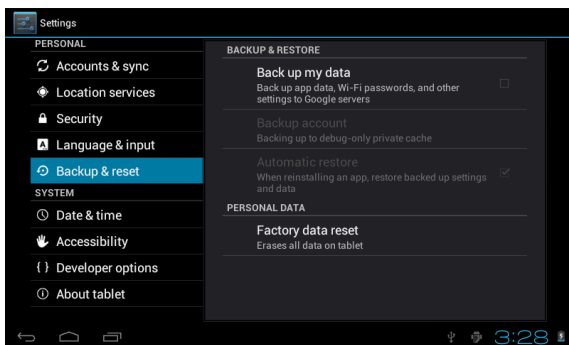 Settings
PERSONAL
Accounts & sync
Location services
Security
Language & input
Backup & reset
SYSTEM
Date & time
Accessibility
Developer options
About tablet
BACKUP & RESTORE
Back up my data
Back up app data, Wi-Fi passwords, and other
settings to Google servers
Backup account
Backing up to debug-only private cache
Automatic restore
When reinstalling an app, restore backed up settings
and data
PERSONAL DATA
Factory data reset
Erases all data on tablet
3:28